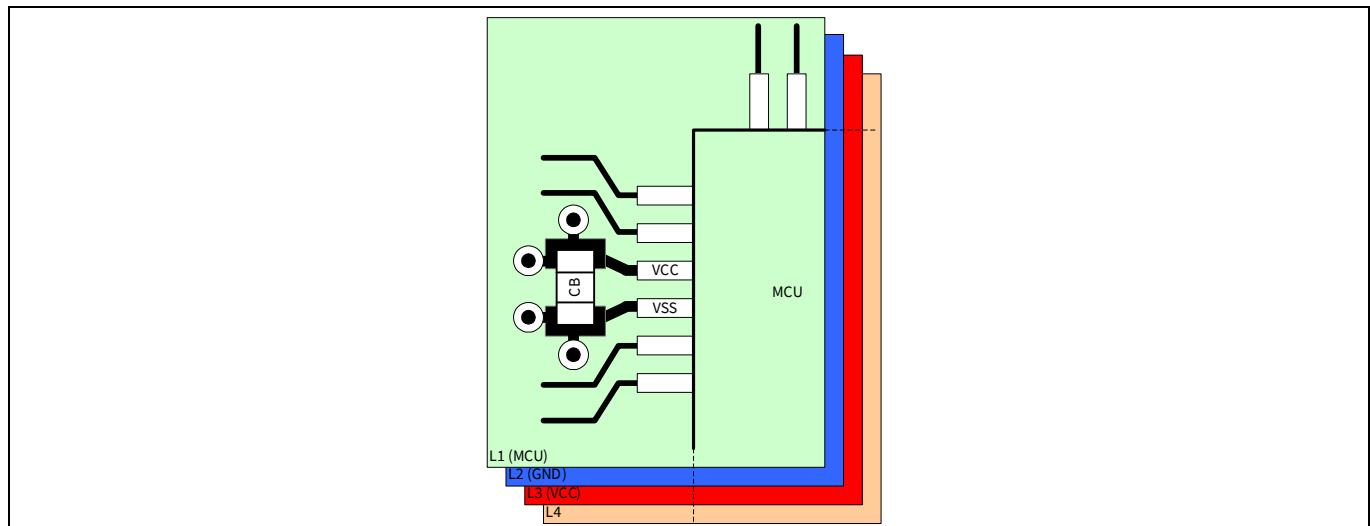 VCC
CB
MCU
VSS
L1 (MCU)
L2 (GND)
L3 (VCC)
L4